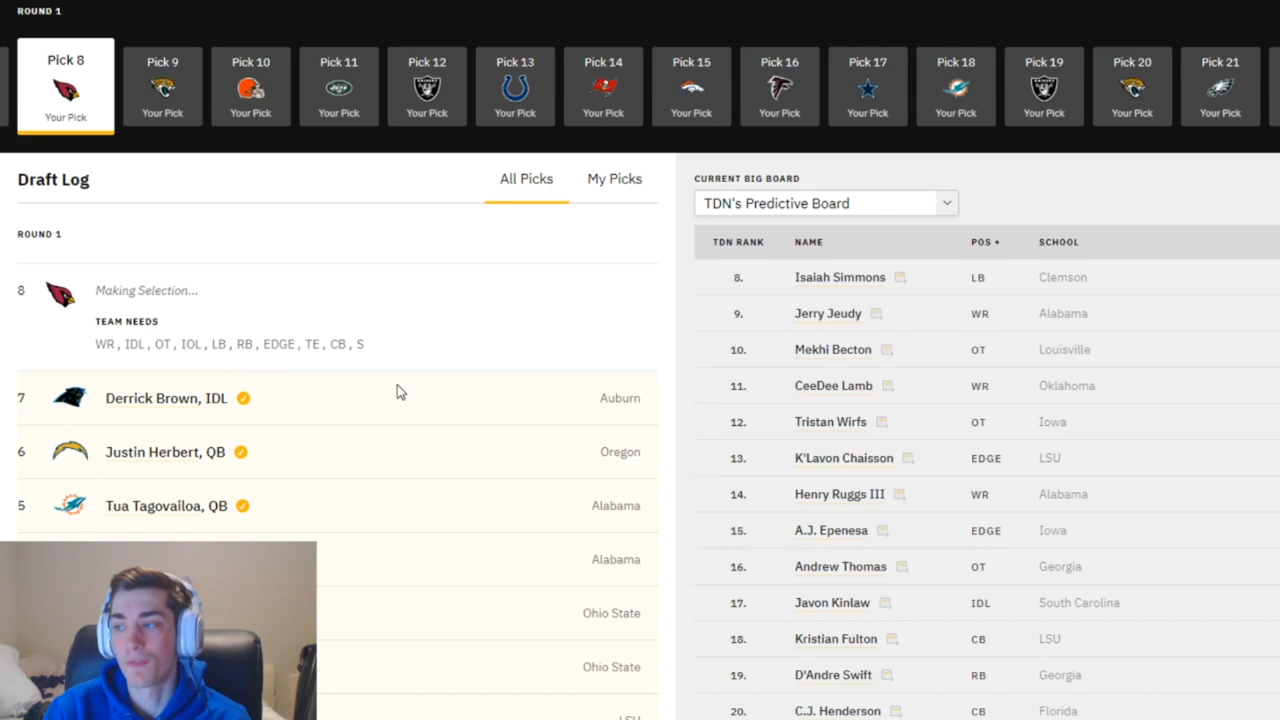 ROUND 1
Pick 8
Your Pick
Pick 9
Your Pick
Pick 10
Your Pick
Pick 11
Your Pick
Pick 12
Your Pick
Pick 13
Your Pick
Pick 14
Your Pick
Pick 15
Your Pick
Pick 16
Your Pick
Pick 17
Your Pick
Pick 18
Your Pick
Pick 19
Your Pick
Pick 20
Your Pick
Pick 21
Your Pick
Draft Log
All Picks
My Picks
ROUND 1
8 Making Selection...
TEAM NEEDS
WR , IDL , OT , IOL , LB , RB , EDGE , TE , CB , S
7 Derrick Brown, IDL Auburn
6 Justin Herbert, QB Oregon
5 Tua Tagovailoa, QB Alabama
Alabama
Ohio State
Ohio State
LSU
CURRENT BIG BOARD
TDN's Predictive Board
TDN RANK NAME POS + SCHOOL
8. Isaiah Simmons LB Clemson
9. Jerry Jeudy WR Alabama
10. Mekhi Becton OT Louisville
11. CeeDee Lamb WR Oklahoma
12. Tristan Wirfs OT Iowa
13. K'Lavon Chaisson EDGE LSU
14. Henry Ruggs III WR Alabama
15. A.J. Epenesa EDGE Iowa
16. Andrew Thomas OT Georgia
17. Javon Kinlaw IDL South Carolina
18. Kristian Fulton CB LSU
19. D'Andre Swift RB Georgia
20. C.J. Henderson CB Florida